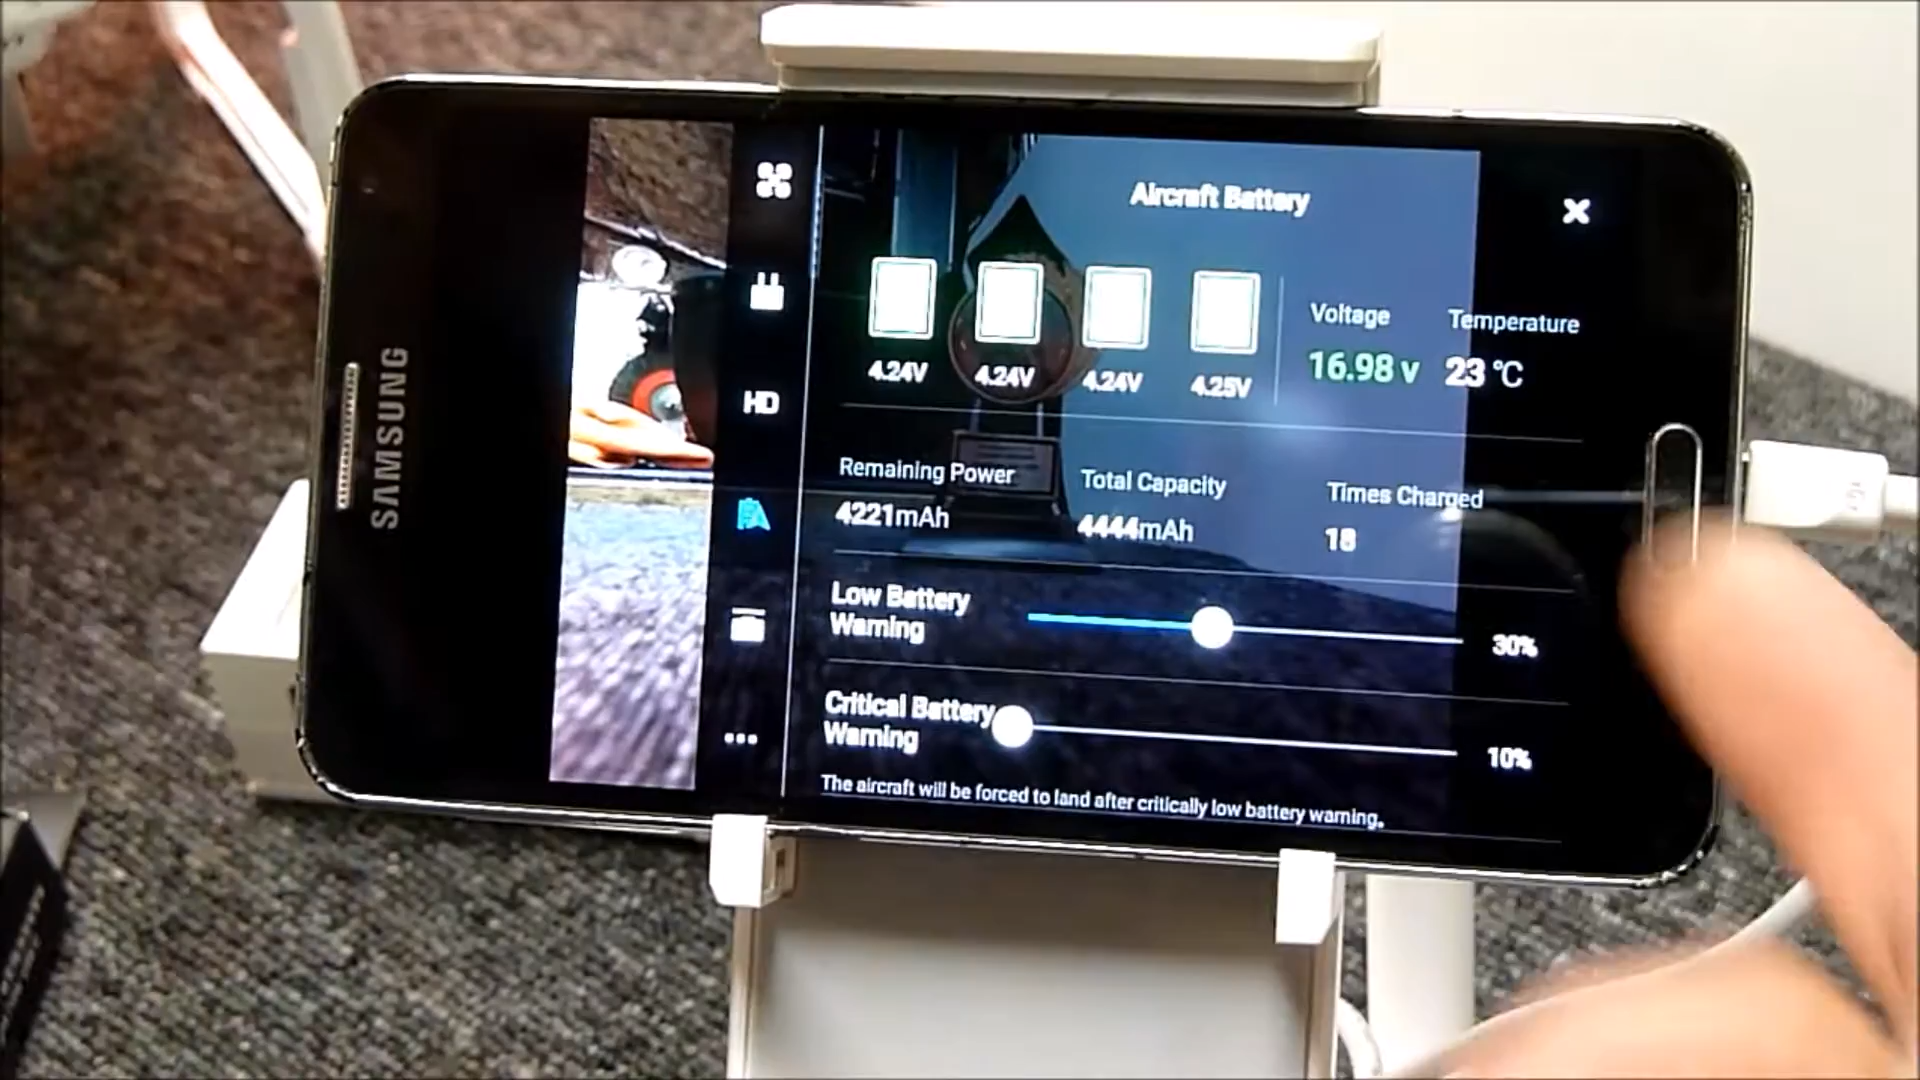 SAMSUNG
HD
Aircraft Battery
4.24V
4.24V
4.24V
4.25V
Voltage
Temperature
16.98 v
23 °C
Remaining Power
Total Capacity
Times Charged
4221mAh
4444mAh
18
Low Battery
Warning
30%
Critical Battery
Warning
10%
The aircraft will be forced to land after critically low battery warning.